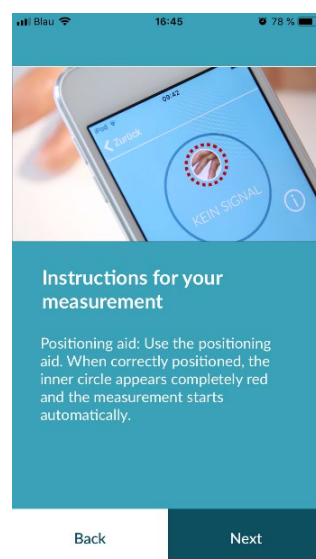 Blau 16:45 78 %
iPod 09:42
Zurück
KEIN SIGNAL
Instructions for your
measurement
Positioning aid: Use the positioning
aid. When correctly positioned, the
inner circle appears completely red
and the measurement starts
automatically.
Back Next